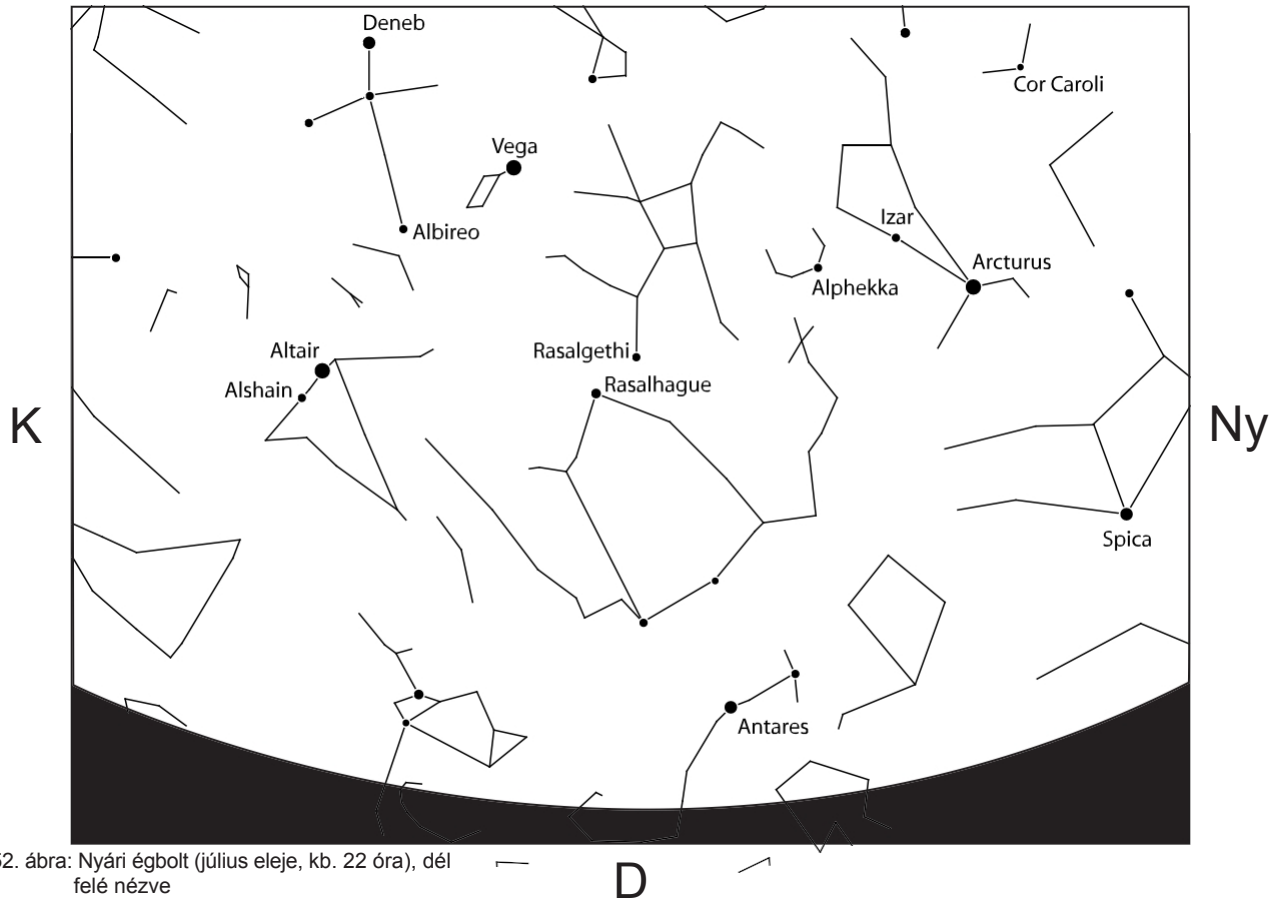 Deneb
Cor Caroli
Vega
Albireo
Izar
Arcturus
Alphekka
Altair
Rasalgethi
Alshain
Rasalhague
K
Ny
Spica
Antares
52. ábra: Nyári égbolt (július eleje, kb. 22 óra), dél
felé nézve
D